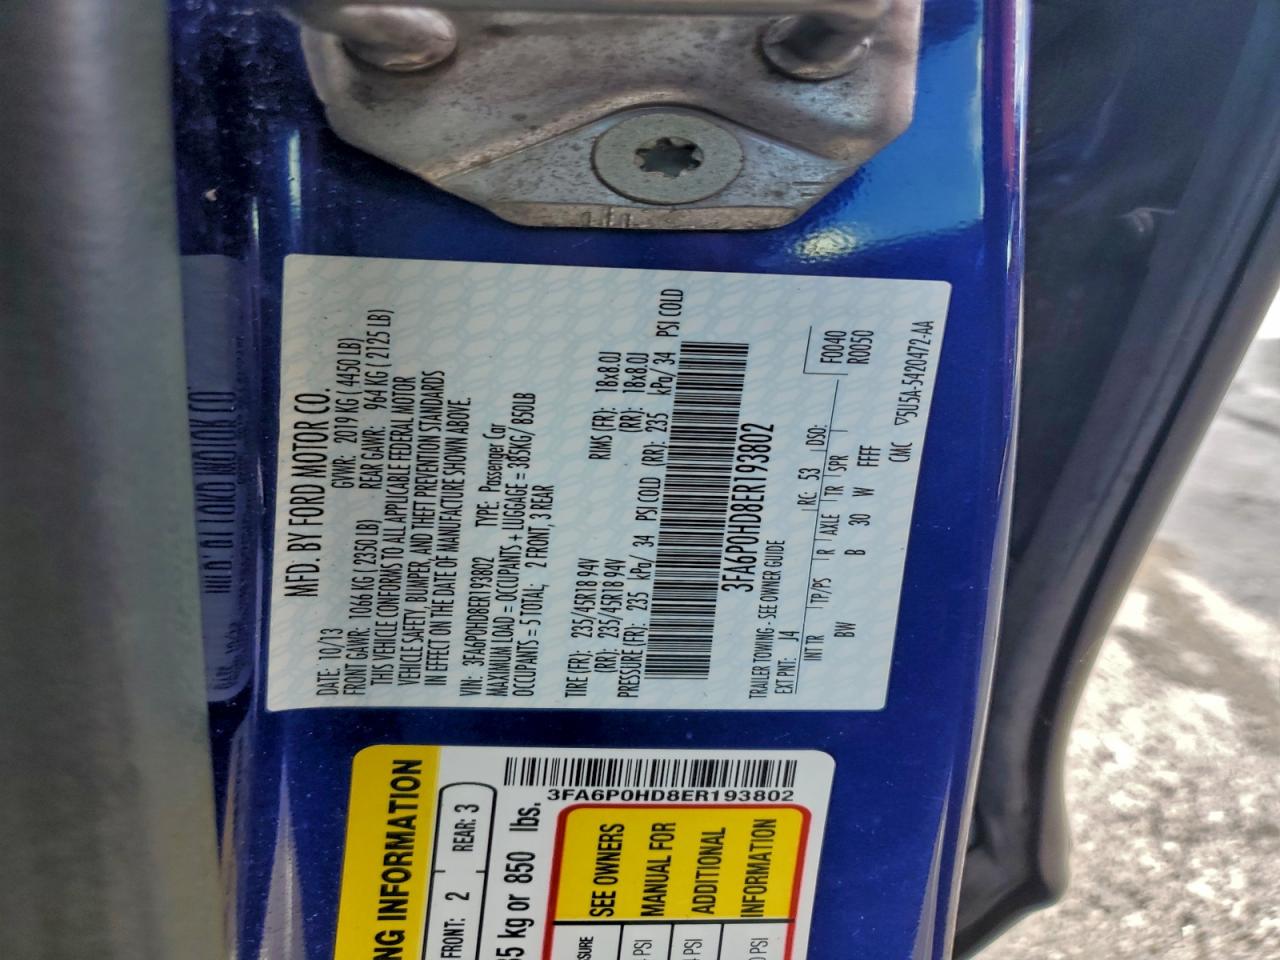 MFD. BY FORD MOTOR CO.
DATE: 10/13 GVWR: 2019 KG ( 4450 LB)
FRONT GAWR: 1066 KG ( 2350 LB) REAR GAWR: 964 KG ( 2125 LB)
THIS VEHICLE CONFORMS TO ALL APPLICABLE FEDERAL MOTOR
VEHICLE SAFETY, BUMPER, AND THEFT PREVENTION STANDARDS
IN EFFECT ON THE DATE OF MANUFACTURE SHOWN ABOVE.
VIN: 3FA6P0HD8ER193802 TYPE: Passenger Car
MAXIMUM LOAD = OCCUPANTS + LUGGAGE = 385KG/ 850LB
OCCUPANTS = 5 TOTAL; 2 FRONT, 3 REAR
TIRE (FR): 235/45R18 94V RIMS (FR): 18x8.0J
(RR): 235/45R18 94V (RR): 18x8.0J
PRESSURE (FR): 235 kPa/ 34 PSI COLD (RR): 235 kPa/ 34 PSI COLD
3FA6P0HD8ER193802
TRAILER TOWING - SEE OWNER GUIDE F0040
EXT PNT: J4 RC: 53 DSO: R0050
INT TR TP/PS R AXLE TR SPR
BW B 30 W FFF
CMC ▽5U5A-5420472-AA
NG INFORMATION
FRONT: 2 REAR: 3
35 kg or 850 lbs.
3FA6P0HD8ER193802
SEE OWNERS
MANUAL FOR
ADDITIONAL
INFORMATION
SURE
PSI
PSI
0 PSI